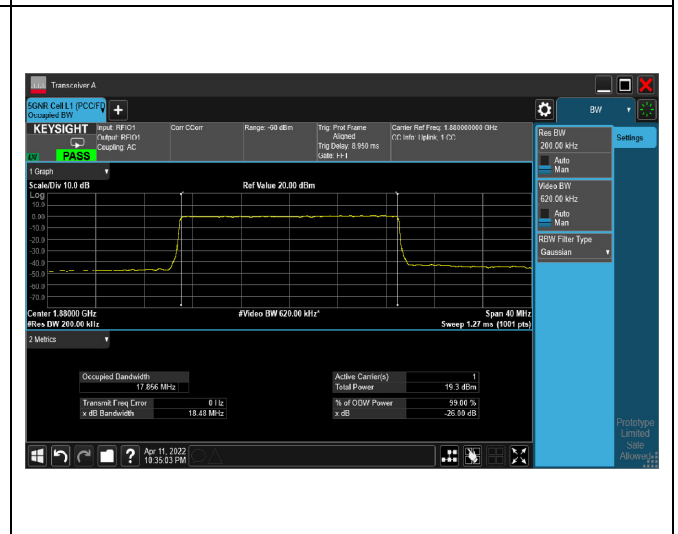 Transceiver A
5GNR Cell L1 (PCC/FD
Occupied BW
+
BW
KEYSIGHT
Input: RFIO1
Output: RFIO1
Coupling: AC
Corr CCorr
Range: -60 dBm
Trig: Prot Frame
Aligned
Trig Delay: 8.950 ms
Gate: FFT
Carrier Ref Freq: 1.880000000 GHz
CC Info: Uplink, 1 CC
PASS
Res BW
200.00 kHz
Auto
Man
Settings
Video BW
620.00 kHz
Auto
Man
RBW Filter Type
Gaussian
1 Graph
Scale/Div 10.0 dB
Ref Value 20.00 dBm
Log
10.0
0.00
-10.0
-20.0
-30.0
-40.0
-50.0
-60.0
-70.0
Center 1.88000 GHz
#Video BW 620.00 kHz*
Span 40 MHz
#Res BW 200.00 kHz
Sweep 1.27 ms (1001 pts)
2 Metrics
Occupied Bandwidth
17.856 MHz
Active Carrier(s) 1
Total Power 19.3 dBm
Transmit Freq Error 0 Hz
x dB Bandwidth 18.48 MHz
% of OBW Power 99.00 %
x dB -26.00 dB
Prototype
Limited
Sale
Allowed
?
Apr 11, 2022
10:35:03 PM